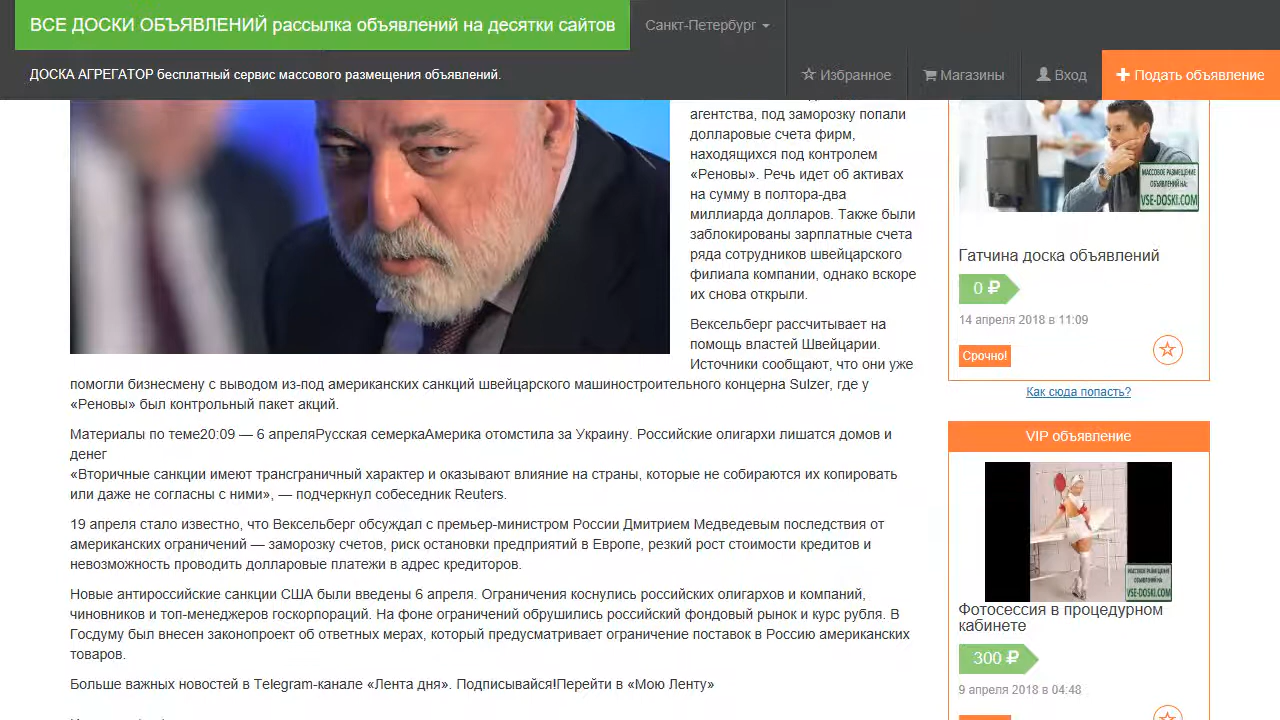 ВСЕ ДОСКИ ОБЪЯВЛЕНИЙ рассылка объявлений на десятки сайтов
Санкт-Петербург
ДОСКА АГРЕГАТОР бесплатный сервис массового размещения объявлений.
Избранное
Магазины
Вход
Подать объявление
агентства, под заморозку попали
долларовые счета фирм,
находящихся под контролем
«Реновы». Речь идет об активах
на сумму в полтора-два
миллиарда долларов. Также были
заблокированы зарплатные счета
ряда сотрудников швейцарского
филиала компании, однако вскоре
их снова открыли.
Вексельберг рассчитывает на
помощь властей Швейцарии.
Источники сообщают, что они уже
помогли бизнесмену с выводом из-под американских санкций швейцарского машиностроительного концерна Sulzer, где у
«Реновы» был контрольный пакет акций.
Материалы по теме20:09 — 6 апреляРусская семеркаАмерика отомстила за Украину. Российские олигархи лишатся домов и
денег
«Вторичные санкции имеют трансграничный характер и оказывают влияние на страны, которые не собираются их копировать
или даже не согласны с ними», — подчеркнул собеседник Reuters.
19 апреля стало известно, что Вексельберг обсуждал с премьер-министром России Дмитрием Медведевым последствия от
американских ограничений — заморозку счетов, риск остановки предприятий в Европе, резкий рост стоимости кредитов и
невозможность проводить долларовые платежи в адрес кредиторов.
Новые антироссийские санкции США были введены 6 апреля. Ограничения коснулись российских олигархов и компаний,
чиновников и топ-менеджеров госкорпораций. На фоне ограничений обрушились российский фондовый рынок и курс рубля. В
Госдуму был внесен законопроект об ответных мерах, который предусматривает ограничение поставок в Россию американских
товаров.
Больше важных новостей в Telegram-канале «Лента дня». Подписывайся!Перейти в «Мою Ленту»
МАССОВОЕ РАЗМЕЩЕНИЕ
ОБЪЯВЛЕНИЙ НА:
VSE-DOSKI.COM
Гатчина доска объявлений
0 ₽
14 апреля 2018 в 11:09
Срочно!
Как сюда попасть?
VIP объявление
МАССОВОЕ РАЗМЕЩЕНИЕ
ОБЪЯВЛЕНИЙ НА:
VSE-DOSKI.COM
Фотосессия в процедурном
кабинете
300 ₽
9 апреля 2018 в 04:48